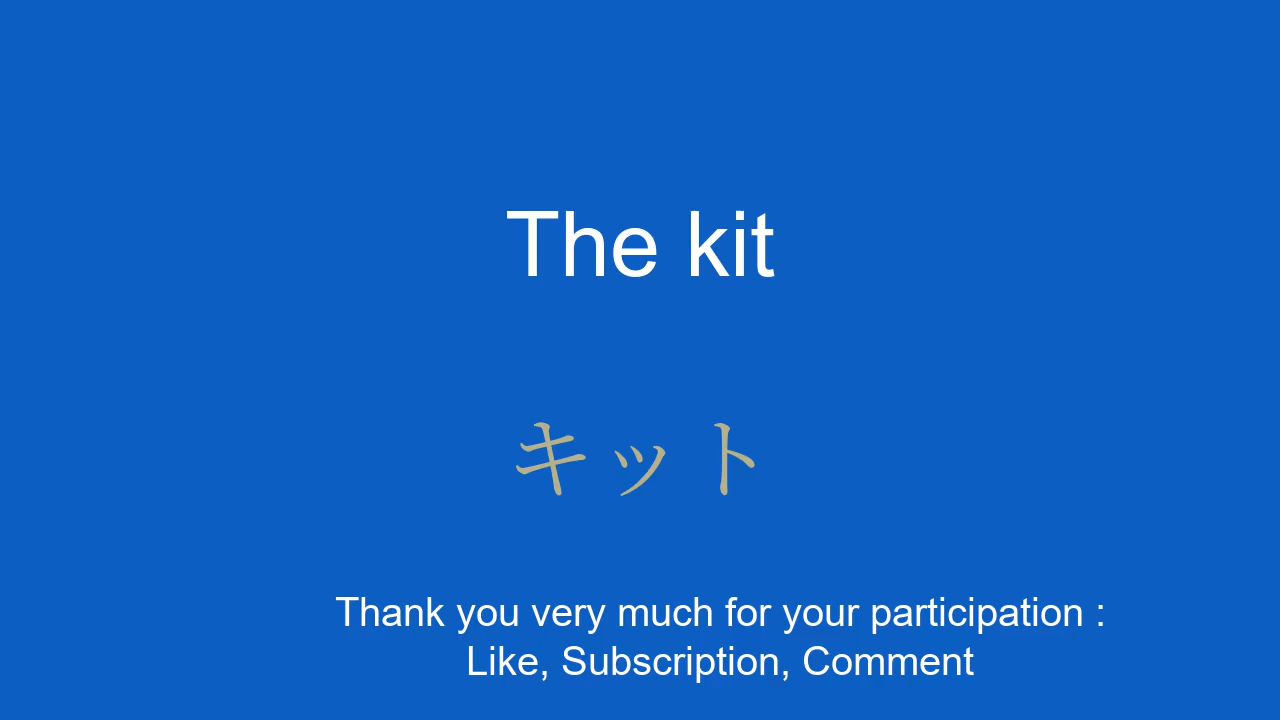 The kit
キット
Thank you very much for your participation :
Like, Subscription, Comment